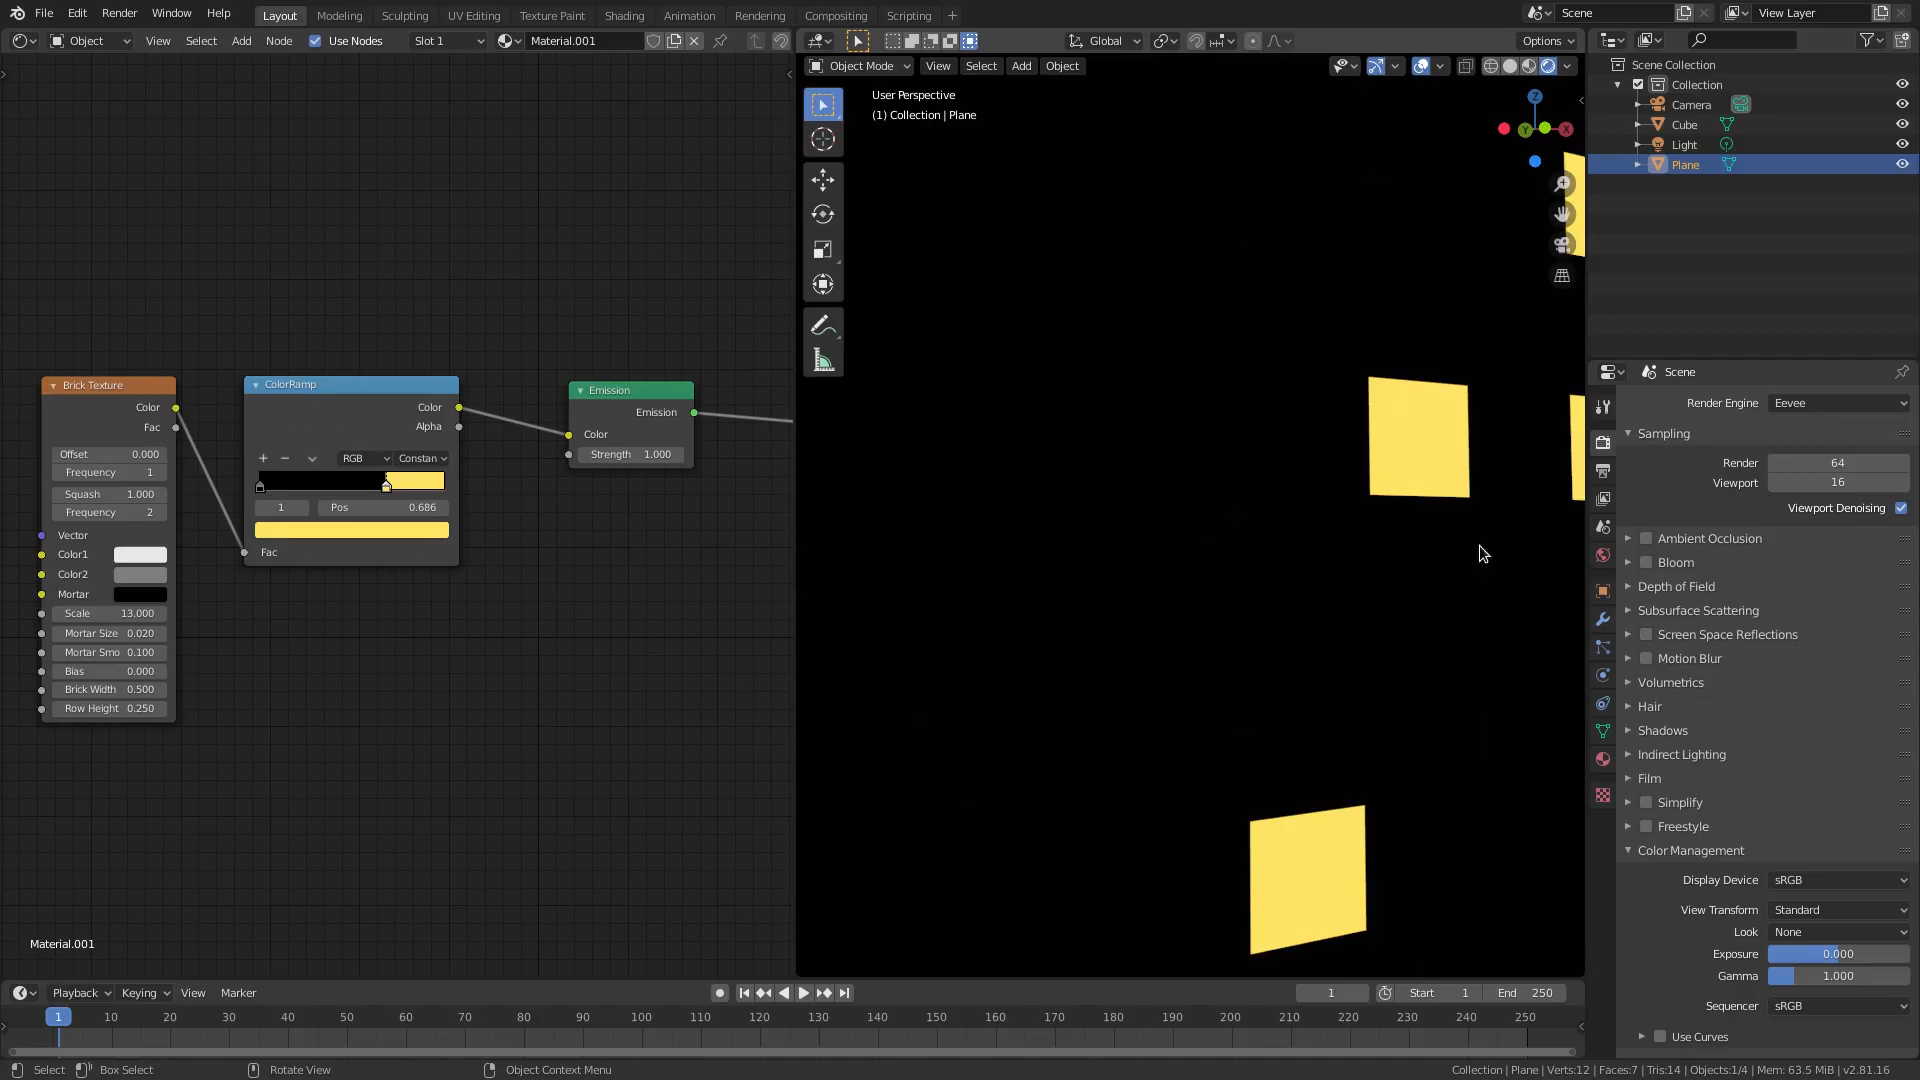 File Edit Render Window Help
Layout Modeling Sculpting UV Editing Texture Paint Shading Animation Rendering Compositing Scripting
Scene View Layer
Object View Select Add Node Use Nodes Slot 1 Material.001
Global Options
Object Mode View Select Add Object
User Perspective
(1) Collection | Plane
Z
Y
X
Scene Collection
Collection
Camera
Cube
Light
Plane
Brick Texture
Color
Fac
Offset 0.000
Frequency 1
Squash 1.000
Frequency 2
Vector
Color1
Color2
Mortar
Scale 13.000
Mortar Size 0.020
Mortar Smo 0.100
Bias 0.000
Brick Width 0.500
Row Height 0.250
ColorRamp
Color
Alpha
RGB Constan
1 Pos 0.686
Fac
Emission
Emission
Color
Strength 1.000
Material.001
Scene
Render Engine Eevee
Sampling
Render 64
Viewport 16
Viewport Denoising
Ambient Occlusion
Bloom
Depth of Field
Subsurface Scattering
Screen Space Reflections
Motion Blur
Volumetrics
Hair
Shadows
Indirect Lighting
Film
Simplify
Freestyle
Color Management
Display Device sRGB
View Transform Standard
Look None
Exposure 0.000
Gamma 1.000
Sequencer sRGB
Use Curves
Playback Keying View Marker
1 Start 1 End 250
1 10 20 30 40 50 60 70 80 90 100 110 120 130 140 150 160 170 180 190 200 210 220 230 240 250
Select Box Select Rotate View Object Context Menu
Collection | Plane | Verts:12 | Faces:7 | Tris:14 | Objects:1/4 | Mem: 63.5 MiB | v2.81.16